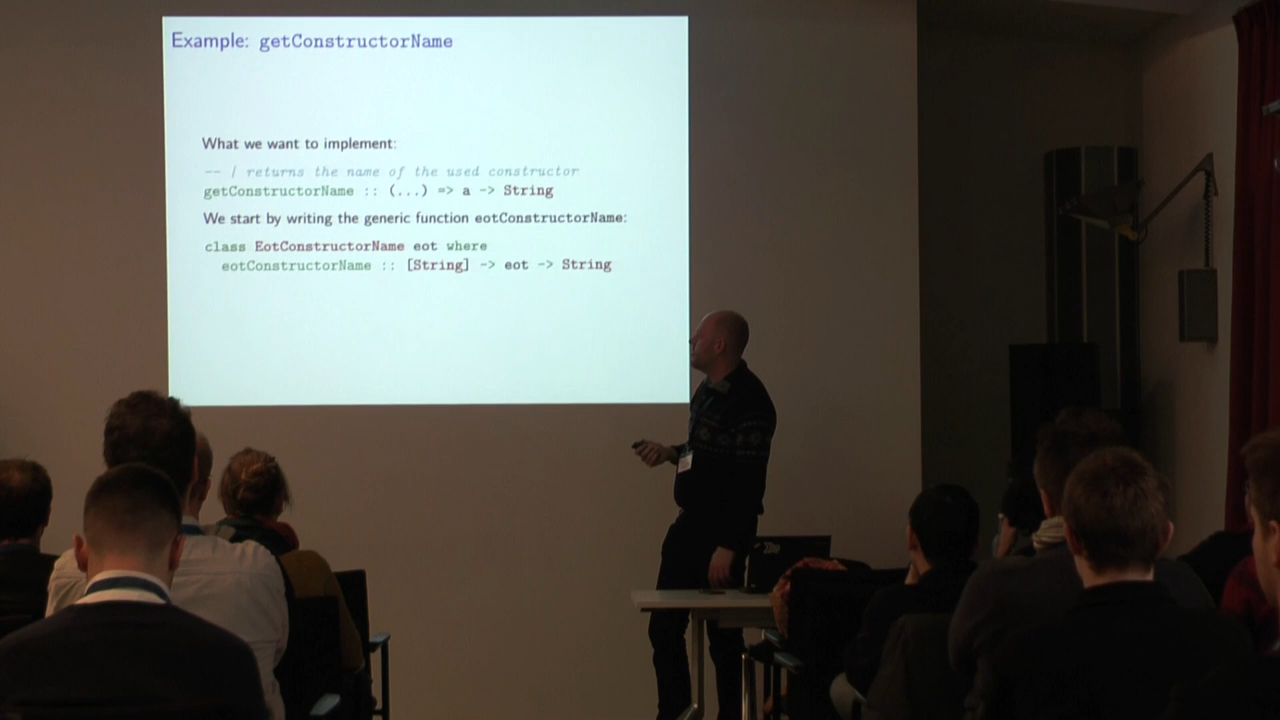 Example: getConstructorName
What we want to implement:
-- | returns the name of the used constructor
getConstructorName :: (...) => a -> String
We start by writing the generic function eotConstructorName:
class EotConstructorName eot where
eotConstructorName :: [String] -> eot -> String